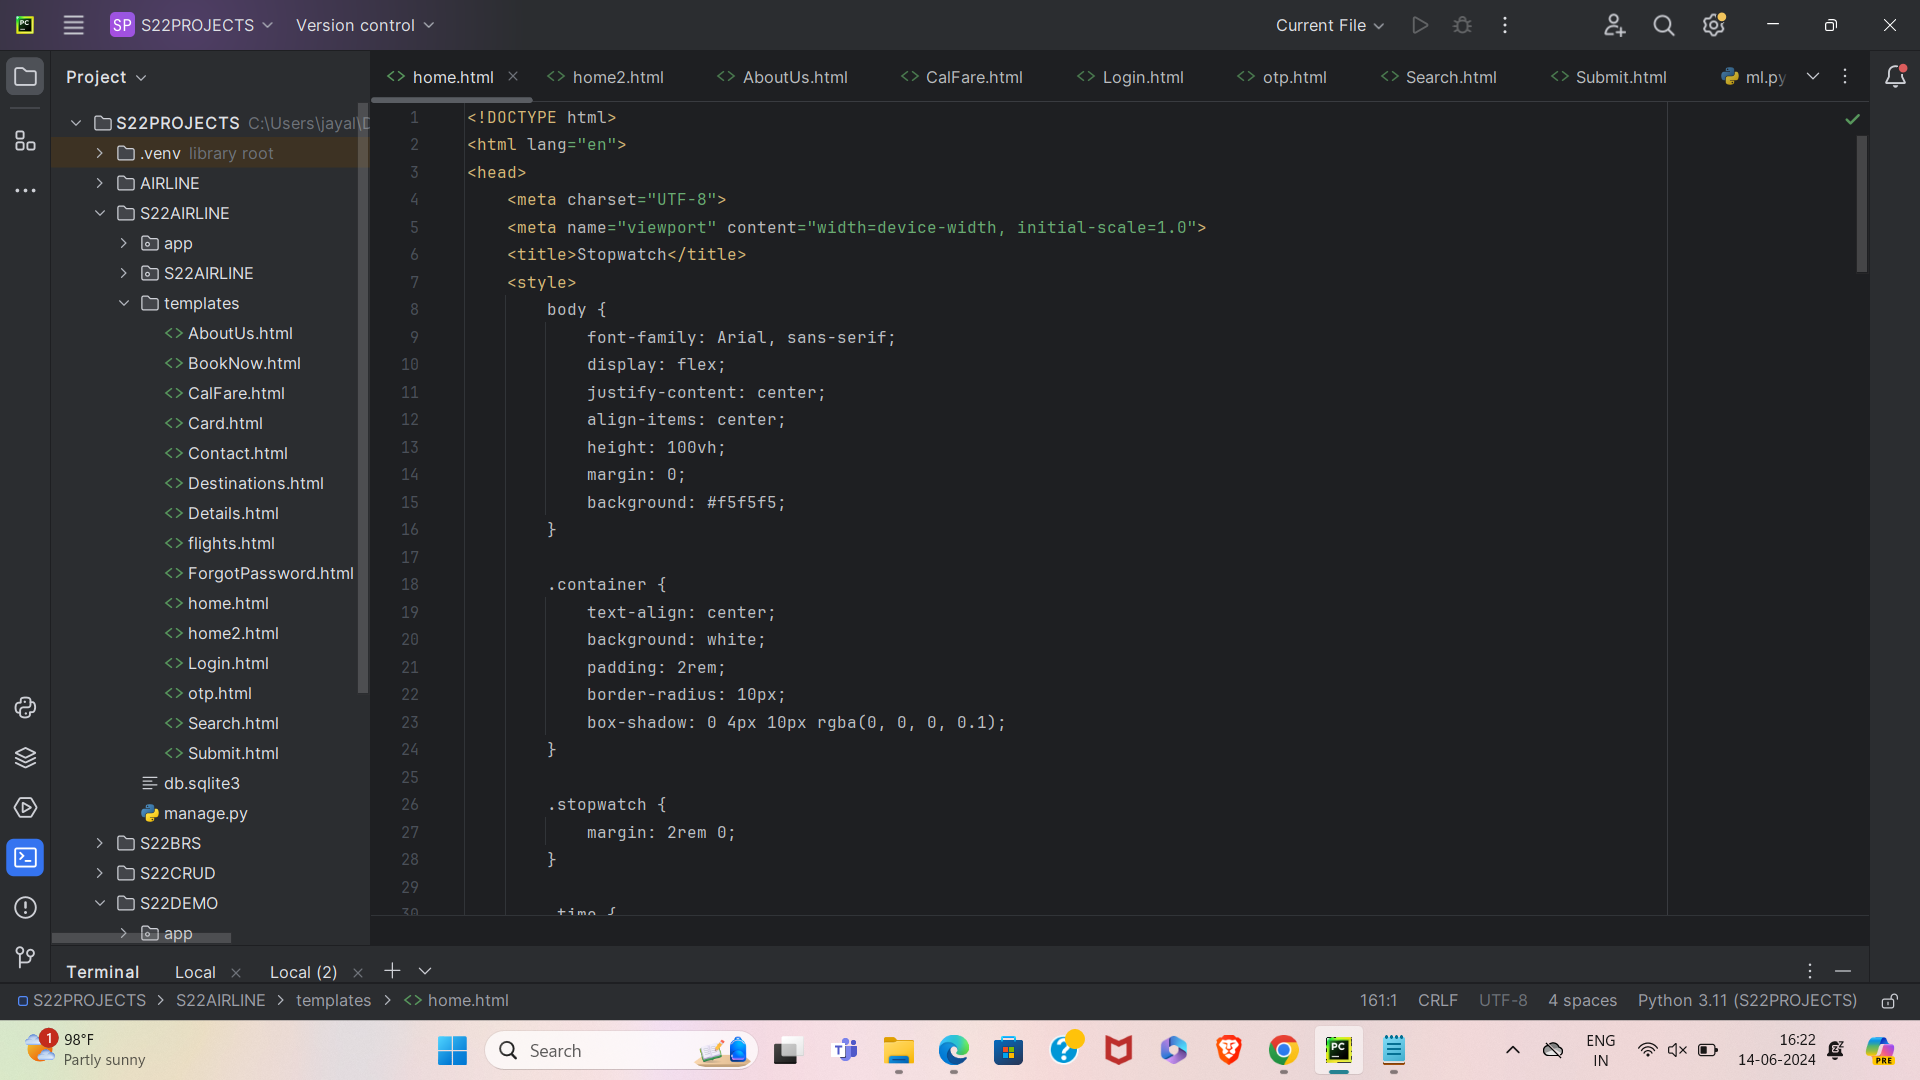 SP S22PROJECTS Version control Current File
Project
home.html home2.html AboutUs.html CalFare.html Login.html otp.html Search.html Submit.html ml.py
S22PROJECTS C:\Users\jayal\
.venv library root
AIRLINE
S22AIRLINE
app
S22AIRLINE
templates
AboutUs.html
BookNow.html
CalFare.html
Card.html
Contact.html
Destinations.html
Details.html
flights.html
ForgotPassword.html
home.html
home2.html
Login.html
otp.html
Search.html
Submit.html
db.sqlite3
manage.py
S22BRS
S22CRUD
S22DEMO
app
1 <!DOCTYPE html>
2 <html lang="en">
3 <head>
4 <meta charset="UTF-8">
5 <meta name="viewport" content="width=device-width, initial-scale=1.0">
6 <title>Stopwatch</title>
7 <style>
8 body {
9 font-family: Arial, sans-serif;
10 display: flex;
11 justify-content: center;
12 align-items: center;
13 height: 100vh;
14 margin: 0;
15 background: #f5f5f5;
16 }
17
18 .container {
19 text-align: center;
20 background: white;
21 padding: 2rem;
22 border-radius: 10px;
23 box-shadow: 0 4px 10px rgba(0, 0, 0, 0.1);
24 }
25
26 .stopwatch {
27 margin: 2rem 0;
28 }
29
30 .time {
Terminal Local Local (2)
S22PROJECTS > S22AIRLINE > templates > home.html
161:1 CRLF UTF-8 4 spaces Python 3.11 (S22PROJECTS)
1 98°F
Partly sunny
Search
PC
PRE
ENG
IN
16:22
14-06-2024